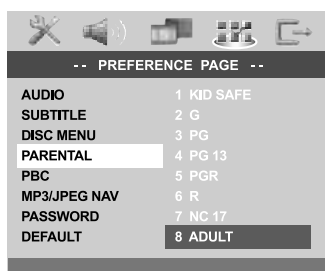 -- PREFERENCE PAGE --
AUDIO 1 KID SAFE
SUBTITLE 2 G
DISC MENU 3 PG
PARENTAL 4 PG 13
PBC 5 PGR
MP3/JPEG NAV 6 R
PASSWORD 7 NC 17
DEFAULT 8 ADULT